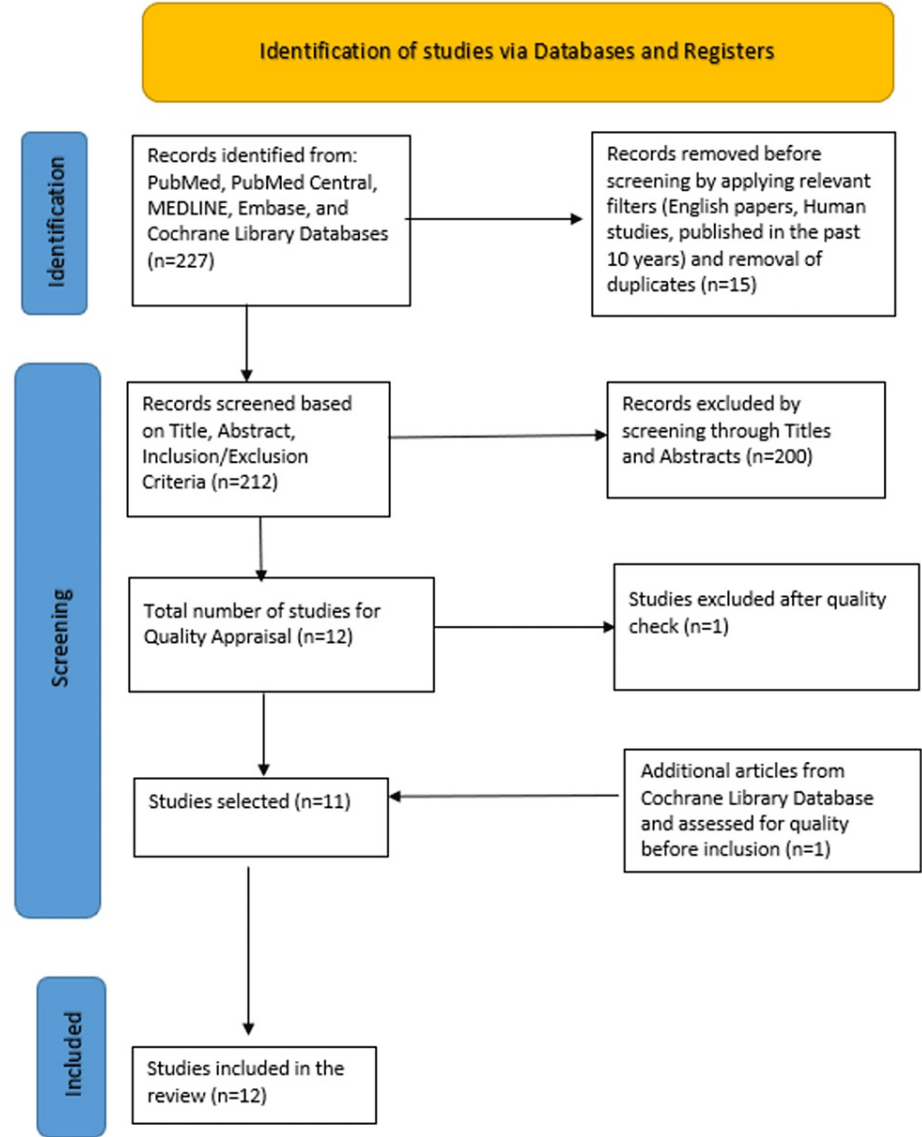 Identification of studies via Databases and Registers
Identification
Records identified from:
PubMed, PubMed Central,
MEDLINE, Embase, and
Cochrane Library Databases
(n=227)
Records removed before
screening by applying relevant
filters (English papers, Human
studies, published in the past
10 years) and removal of
duplicates (n=15)
Screening
Records screened based
on Title, Abstract,
Inclusion/Exclusion
Criteria (n=212)
Records excluded by
screening through Titles
and Abstracts (n=200)
Total number of studies for
Quality Appraisal (n=12)
Studies excluded after quality
check (n=1)
Studies selected (n=11)
Additional articles from
Cochrane Library Database
and assessed for quality
before inclusion (n=1)
Included
Studies included in the
review (n=12)